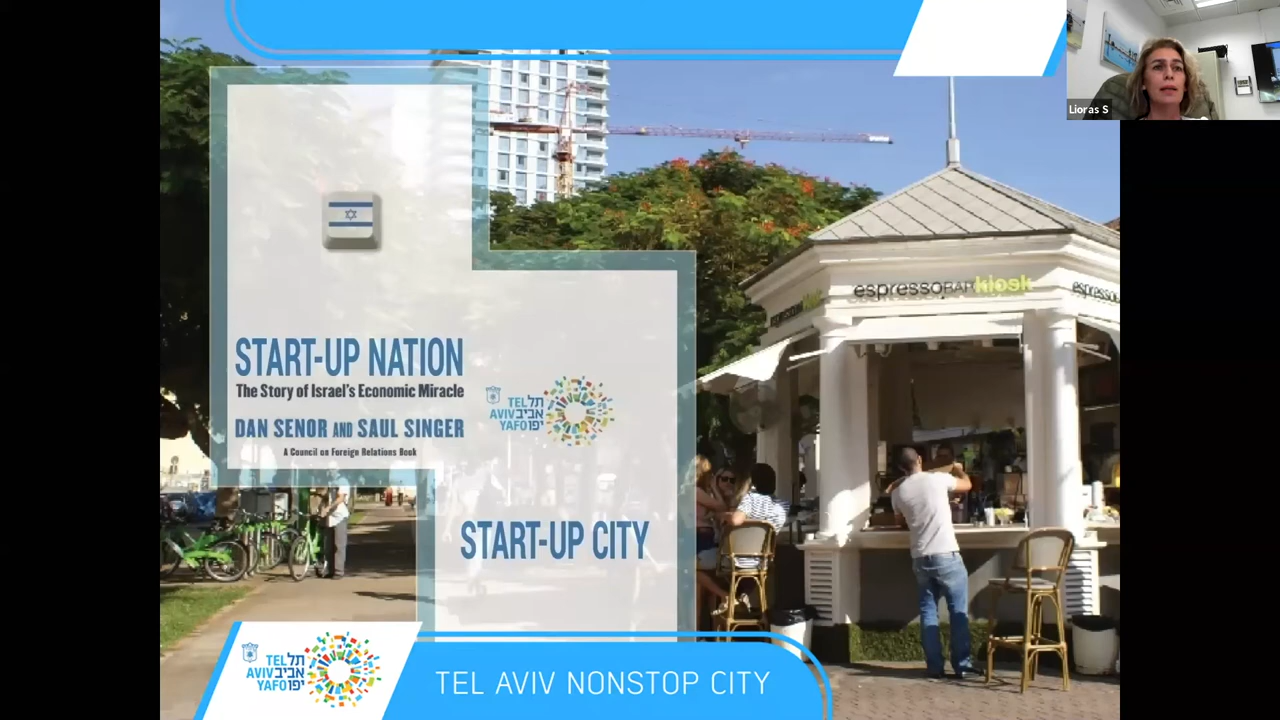 Lioras S
espressoBAR kiosk
espresso
START-UP NATION
The Story of Israel's Economic Miracle
DAN SENOR AND SAUL SINGER
A Council on Foreign Relations Book
TEL תל
AVIV אביב
YAFO יפו
START-UP CITY
TEL תל
AVIV אביב
YAFO יפו
TEL AVIV NONSTOP CITY